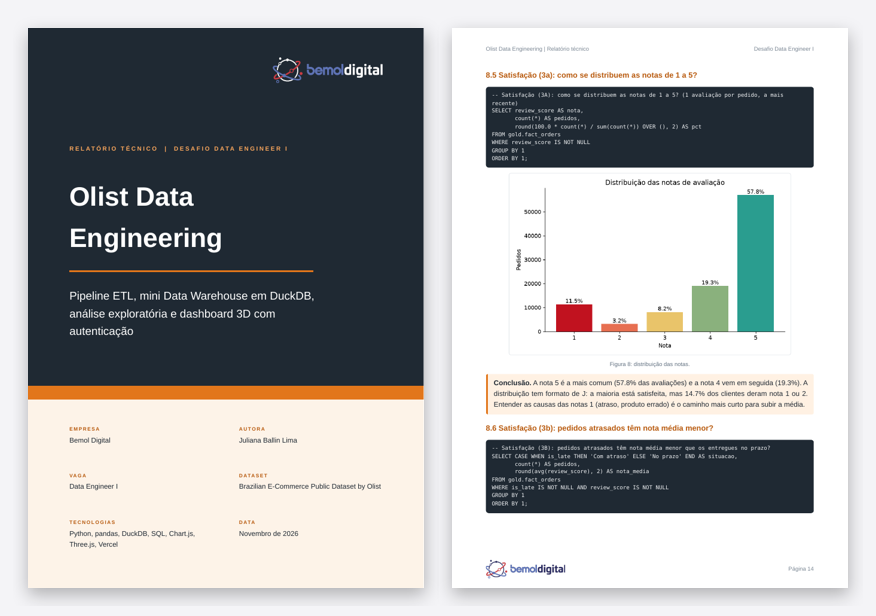 bemoldigital
RELATÓRIO TÉCNICO | DESAFIO DATA ENGINEER I
Olist Data
Engineering
Pipeline ETL, mini Data Warehouse em DuckDB,
análise exploratória e dashboard 3D com
autenticação
EMPRESA
Bemol Digital
AUTORA
Juliana Ballin Lima
VAGA
Data Engineer I
DATASET
Brazilian E-Commerce Public Dataset by Olist
TECNOLOGIAS
Python, pandas, DuckDB, SQL, Chart.js,
Three.js, Vercel
DATA
Novembro de 2026
Olist Data Engineering | Relatório técnico
Desafio Data Engineer I
8.5 Satisfação (3a): como se distribuem as notas de 1 a 5?
-- Satisfação (3A): como se distribuem as notas de 1 a 5? (1 avaliação por pedido, a mais
recente)
SELECT review_score AS nota,
count(*) AS pedidos,
round(100.0 * count(*) / sum(count(*)) OVER (), 2) AS pct
FROM gold.fact_orders
WHERE review_score IS NOT NULL
GROUP BY 1
ORDER BY 1;
Distribuição das notas de avaliação
57.8%
50000
40000
30000
19.3%
20000
11.5%
8.2%
10000
3.2%
0
Pedidos
1 2 3 4 5
Nota
Figura 8: distribuição das notas.
Conclusão. A nota 5 é a mais comum (57.8% das avaliações) e a nota 4 vem em seguida (19.3%). A
distribuição tem formato de J: a maioria está satisfeita, mas 14.7% dos clientes deram nota 1 ou 2.
Entender as causas das notas 1 (atraso, produto errado) é o caminho mais curto para subir a média.
8.6 Satisfação (3b): pedidos atrasados têm nota média menor?
-- Satisfação (3B): pedidos atrasados têm nota média menor que os entregues no prazo?
SELECT CASE WHEN is_late THEN 'Com atraso' ELSE 'No prazo' END AS situacao,
count(*) AS pedidos,
round(avg(review_score), 2) AS nota_media
FROM gold.fact_orders
WHERE is_late IS NOT NULL AND review_score IS NOT NULL
GROUP BY 1
ORDER BY 1;
bemoldigital
Página 14